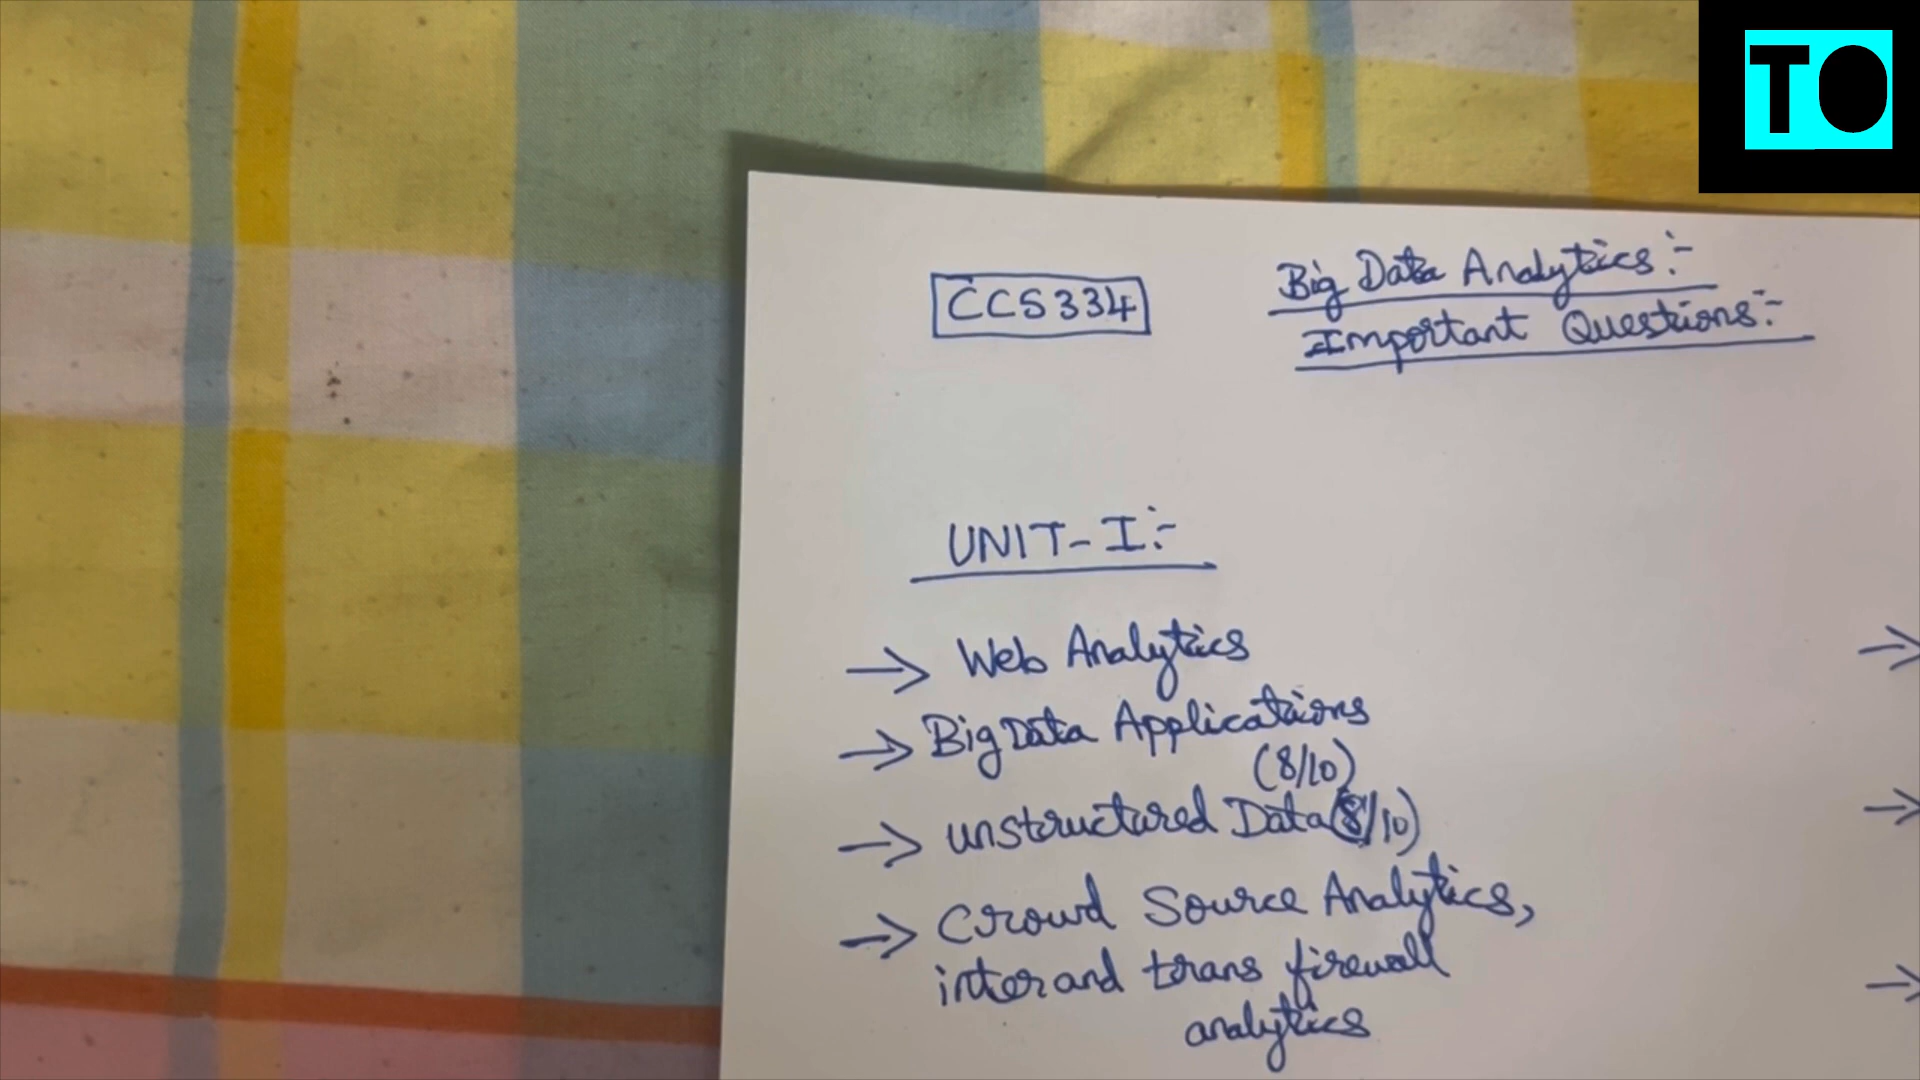 TO
CCS334
Big Data Analytics:-
Important Questions:-
UNIT-I:-
→ Web Analytics
→ Big Data Applications
(8/10)
→ unstructured Data (8/10)
→ Crowd Source Analytics,
inter and trans firewall
analytics
→
→
→